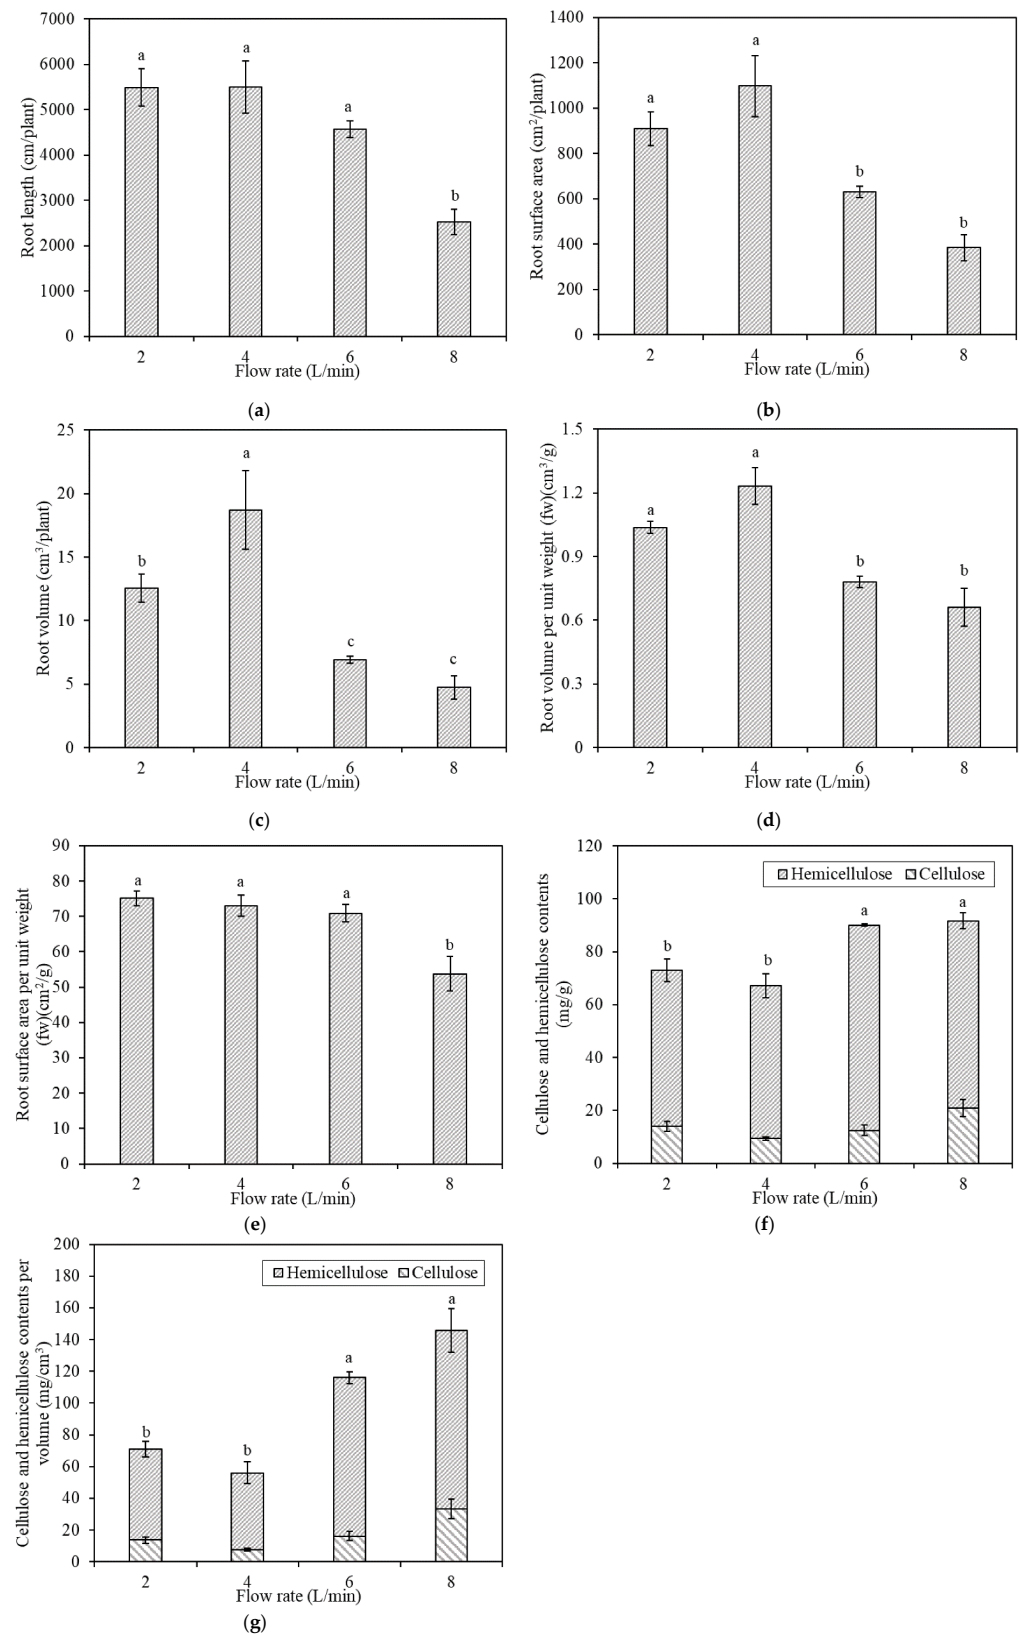 7000
6000
5000
4000
3000
2000
1000
0
Root length (cm/plant)
a
a
a
b
2 4 6 8
Flow rate (L/min)
(a)
1400
1200
1000
800
600
400
200
0
Root surface area (cm²/plant)
a
a
b
b
2 4 6 8
Flow rate (L/min)
(b)
25
20
15
10
5
0
Root volume (cm³/plant)
b
a
c
c
2 4 6 8
Flow rate (L/min)
(c)
1.5
1.2
0.9
0.6
0.3
0
Root volume per unit weight (fw)(cm³/g)
a
a
b
b
2 4 6 8
Flow rate (L/min)
(d)
90
80
70
60
50
40
30
20
10
0
Root surface area per unit weight
(fw)(cm²/g)
a
a
a
b
2 4 6 8
Flow rate (L/min)
(e)
120
100
80
60
40
20
0
Cellulose and hemicellulose contents
(mg/g)
Hemicellulose Cellulose
b
b
a
a
2 4 6 8
Flow rate (L/min)
(f)
200
180
160
140
120
100
80
60
40
20
0
Cellulose and hemicellulose contents per
volume (mg/cm³)
Hemicellulose Cellulose
b
b
a
a
2 4 6 8
Flow rate (L/min)
(g)